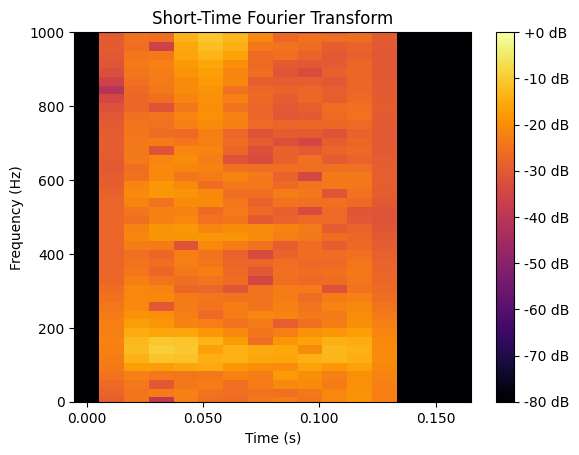 Short-Time Fourier Transform
Frequency (Hz)
1000
800
600
400
200
0
0.000
0.050
0.100
0.150
Time (s)
+0 dB
-10 dB
-20 dB
-30 dB
-40 dB
-50 dB
-60 dB
-70 dB
-80 dB